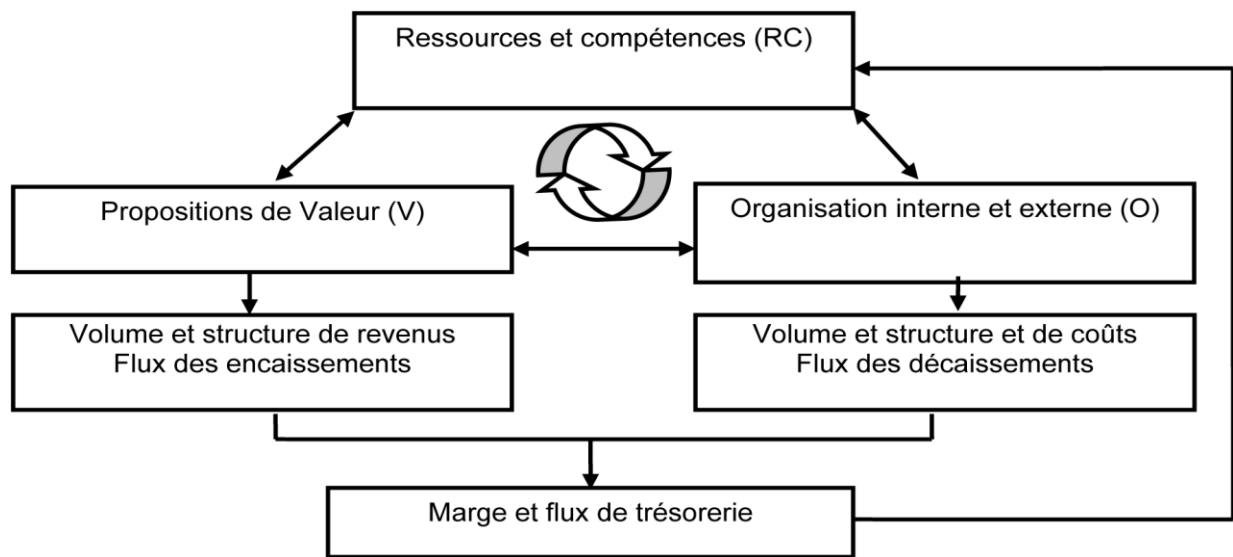 Ressources et compétences (RC)
Propositions de Valeur (V)
Organisation interne et externe (O)
Volume et structure de revenus
Flux des encaissements
Volume et structure et de coûts
Flux des décaissements
Marge et flux de trésorerie